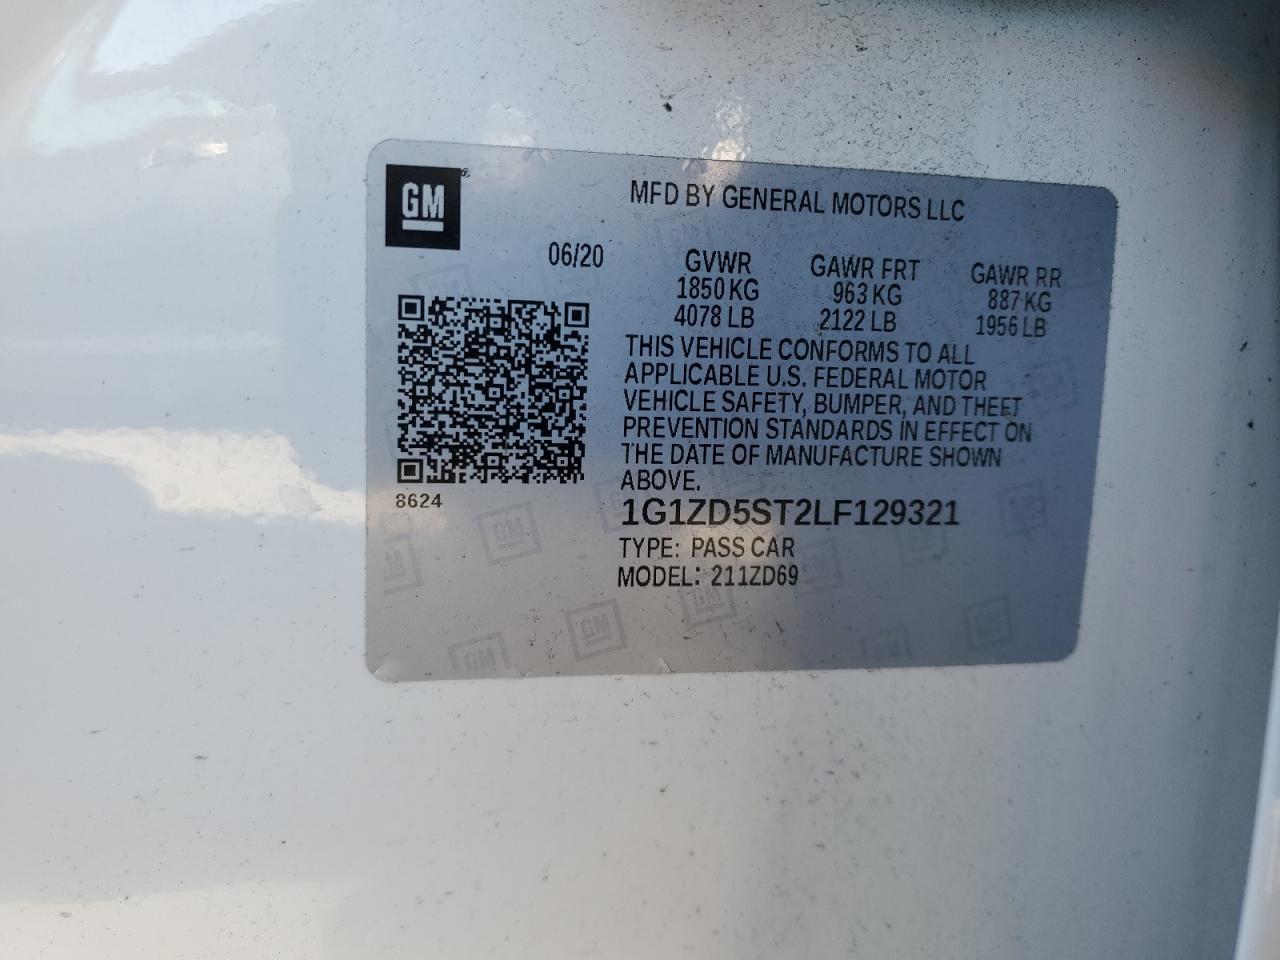 GM
MFD BY GENERAL MOTORS LLC
06/20
GVWR GAWR FRT GAWR RR
1850 KG 963 KG 887 KG
4078 LB 2122 LB 1956 LB
THIS VEHICLE CONFORMS TO ALL
APPLICABLE U.S. FEDERAL MOTOR
VEHICLE SAFETY, BUMPER, AND THEFT
PREVENTION STANDARDS IN EFFECT ON
THE DATE OF MANUFACTURE SHOWN
ABOVE.
8624
1G1ZD5ST2LF129321
TYPE: PASS CAR
MODEL: 211ZD69